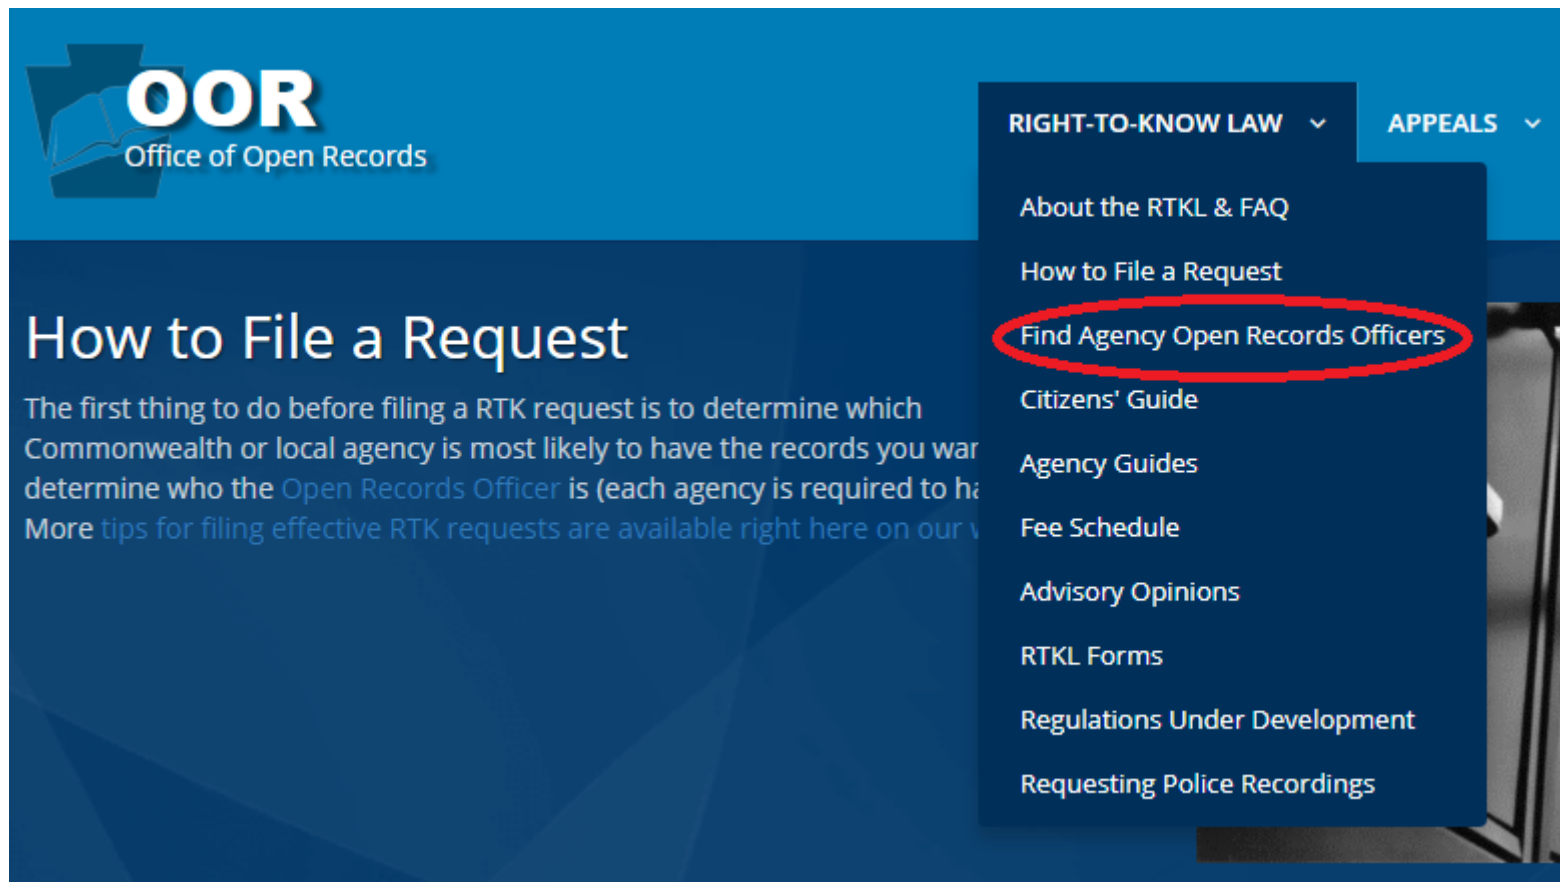 OOR
Office of Open Records
RIGHT-TO-KNOW LAW
APPEALS
About the RTKL & FAQ
How to File a Request
Find Agency Open Records Officers
Citizens' Guide
Agency Guides
Fee Schedule
Advisory Opinions
RTKL Forms
Regulations Under Development
Requesting Police Recordings
How to File a Request
The first thing to do before filing a RTK request is to determine which
Commonwealth or local agency is most likely to have the records you
determine who the Open Records Officer is (each agency is required to
More tips for filing effective RTK requests are available right here on our